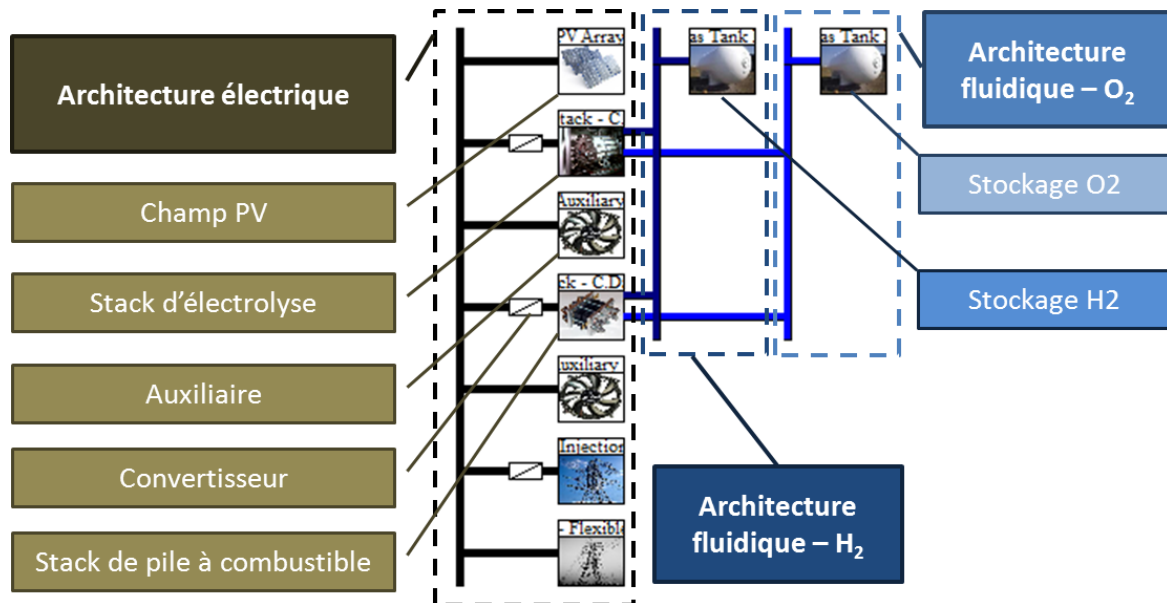 Architecture électrique
Champ PV
Stack d’électrolyse
Auxiliaire
Convertisseur
Stack de pile à combustible
PV Array
tack - C.
Auxiliary
ck - C.D.
uxiliary
Injection
- Flexible
as Tank
as Tank
Architecture
fluidique – H₂
Architecture
fluidique – O₂
Stockage O2
Stockage H2